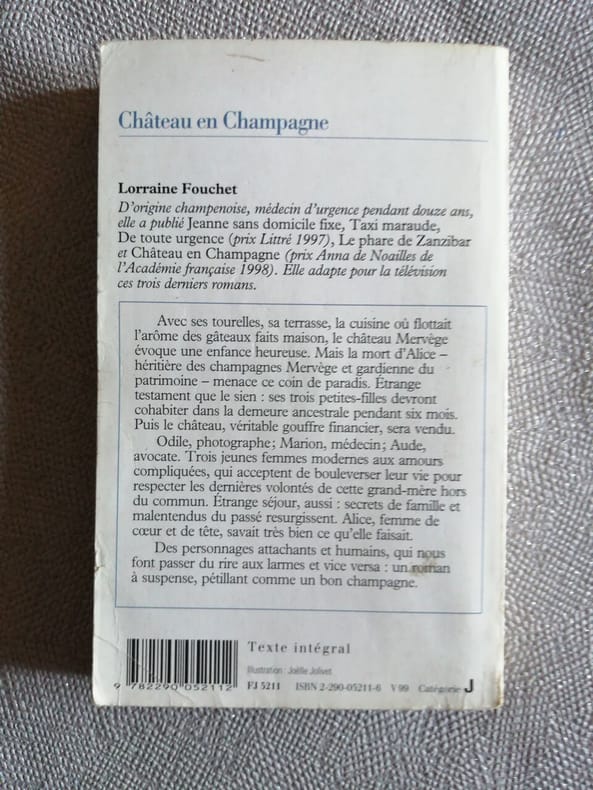 Château en Champagne
Lorraine Fouchet
D'origine champenoise, médecin d'urgence pendant douze ans,
elle a publié Jeanne sans domicile fixe, Taxi maraude,
De toute urgence (prix Littré 1997), Le phare de Zanzibar
et Château en Champagne (prix Anna de Noailles de
l'Académie française 1998). Elle adapte pour la télévision
ces trois derniers romans.
Avec ses tourelles, sa terrasse, la cuisine où flottait
l'arôme des gâteaux faits maison, le château Mervège
évoque une enfance heureuse. Mais la mort d'Alice –
héritière des champagnes Mervège et gardienne du
patrimoine – menace ce coin de paradis. Étrange
testament que le sien : ses trois petites-filles devront
cohabiter dans la demeure ancestrale pendant six mois.
Puis le château, véritable gouffre financier, sera vendu.
Odile, photographe ; Marion, médecin ; Aude,
avocate. Trois jeunes femmes modernes aux amours
compliquées, qui acceptent de bouleverser leur vie pour
respecter les dernières volontés de cette grand-mère hors
du commun. Étrange séjour, aussi : secrets de famille et
malentendus du passé resurgissent. Alice, femme de
cœur et de tête, savait très bien ce qu'elle faisait.
Des personnages attachants et humains, qui nous
font passer du rire aux larmes et vice versa : un roman
à suspense, pétillant comme un bon champagne.
Texte intégral
Illustration : Joëlle Jolivet
9 782290 052112 FJ 5211 ISBN 2-290-05211-6 V 99 Catégorie J